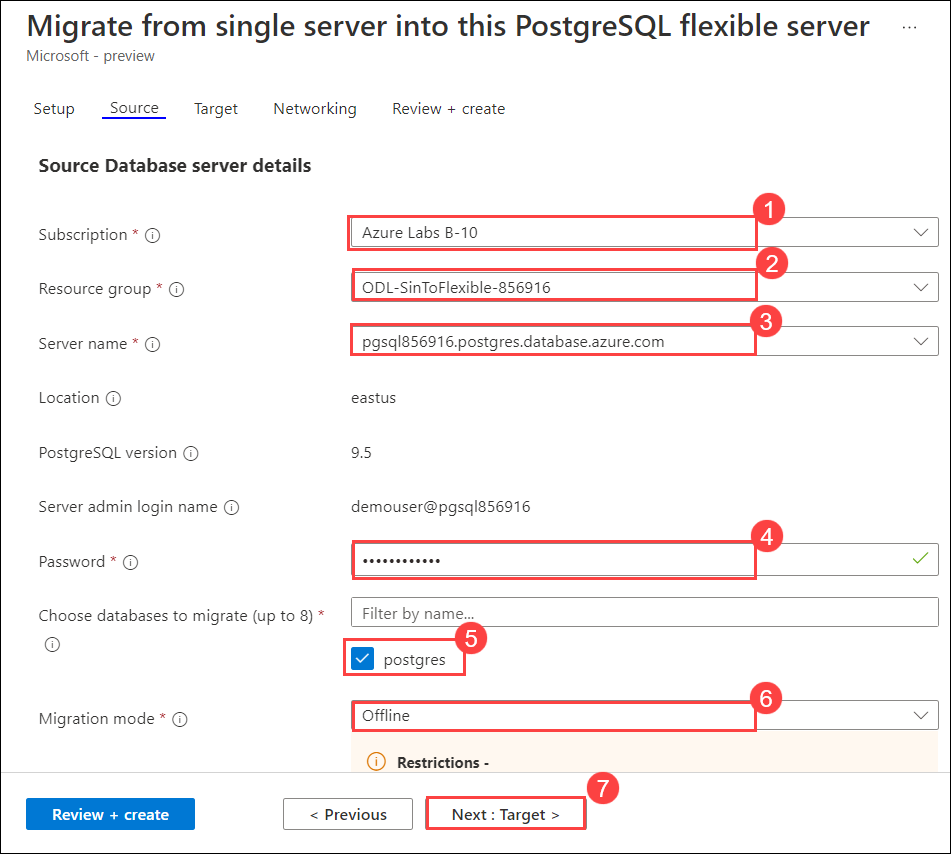 Migrate from single server into this PostgreSQL flexible server ...
Microsoft - preview
Setup Source Target Networking Review + create
Source Database server details
1
Subscription * Azure Labs B-10
2
Resource group * ODL-SinToFlexible-856916
3
Server name * pgsql856916.postgres.database.azure.com
Location eastus
PostgreSQL version 9.5
Server admin login name demouser@pgsql856916
4
Password * ••••••••••••
Choose databases to migrate (up to 8) * Filter by name...
5
postgres
6
Migration mode * Offline
Restrictions -
7
Review + create < Previous Next : Target >